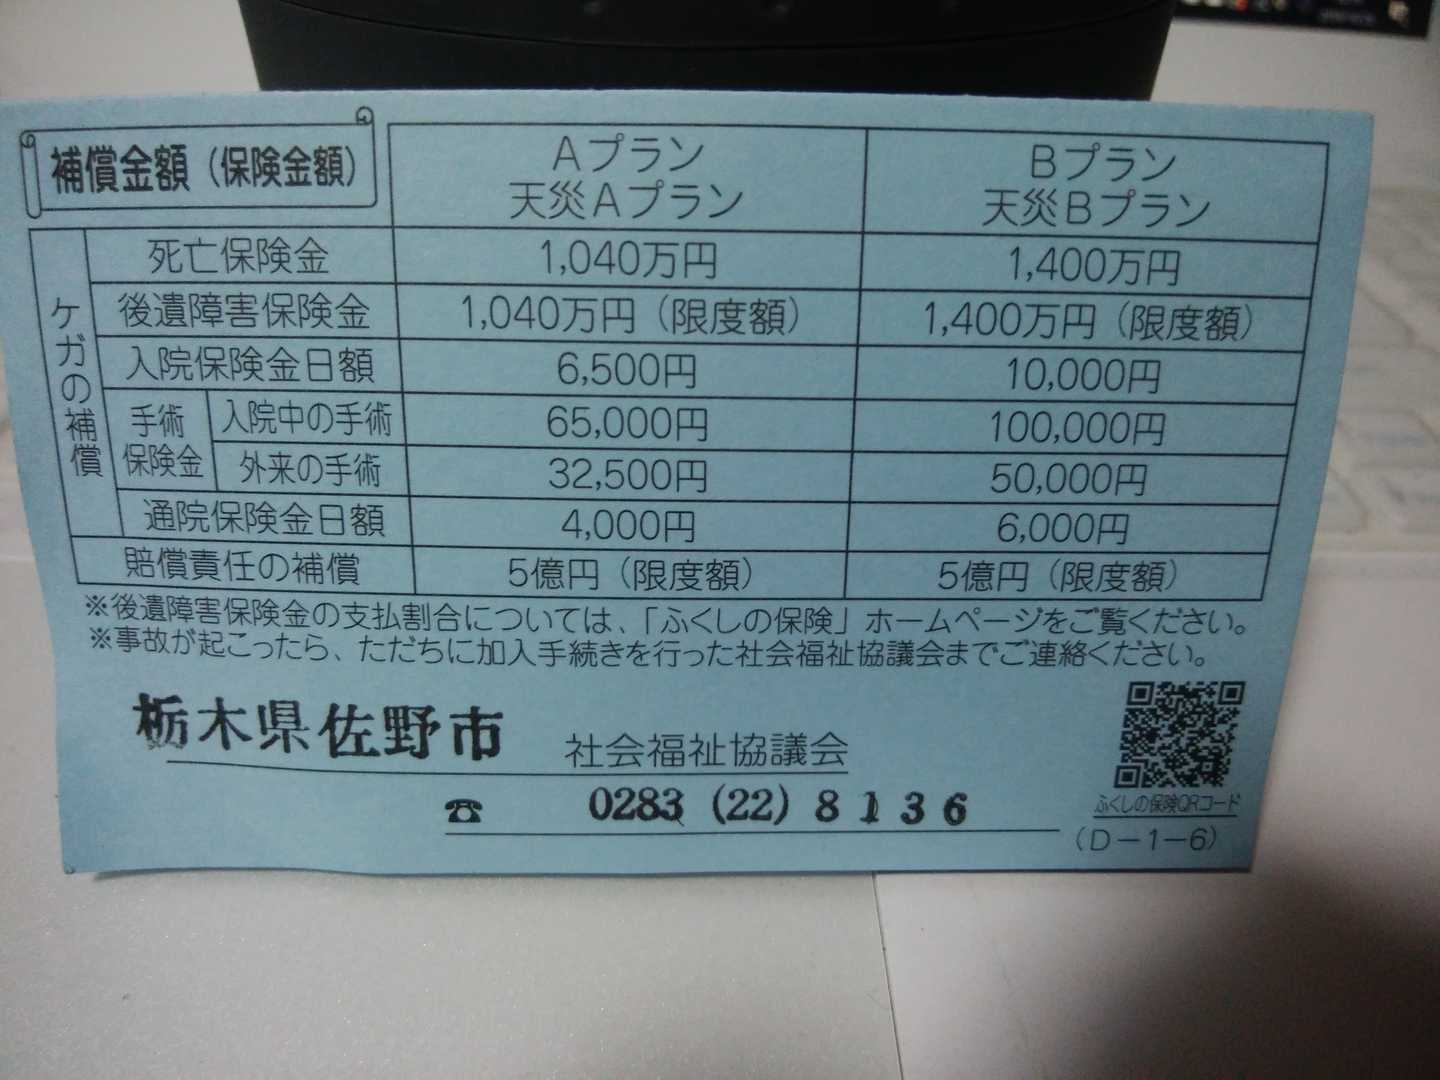 補償金額（保険金額） Aプラン 天災Aプラン Bプラン 天災Bプラン
ケガの補償
死亡保険金 1,040万円 1,400万円
後遺障害保険金 1,040万円（限度額） 1,400万円（限度額）
入院保険金日額 6,500円 10,000円
手術保険金 入院中の手術 65,000円 100,000円
外来の手術 32,500円 50,000円
通院保険金日額 4,000円 6,000円
賠償責任の補償 5億円（限度額） 5億円（限度額）
※後遺障害保険金の支払割合については、「ふくしの保険」ホームページをご覧ください。
※事故が起こったら、ただちに加入手続きを行った社会福祉協議会までご連絡ください。
栃木県佐野市 社会福祉協議会
☎ 0283 (22) 8136
ふくしの保険QRコード
（D－1－6）